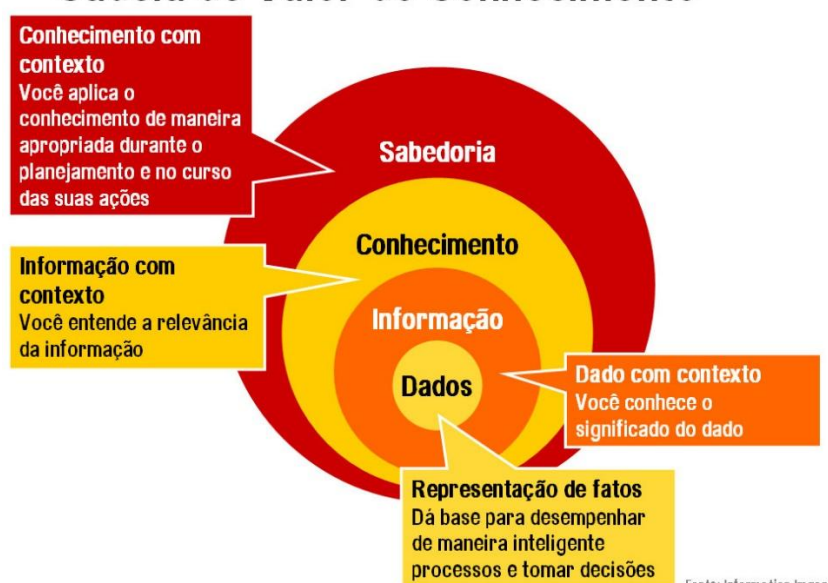 Conhecimento com
contexto
Você aplica o
conhecimento de maneira
apropriada durante o
planejamento e no curso
das suas ações
Sabedoria
Conhecimento
Informação com
contexto
Você entende a relevância
da informação
Informação
Dados
Dado com contexto
Você conhece o
significado do dado
Representação de fatos
Dá base para desempenhar
de maneira inteligente
processos e tomar decisões